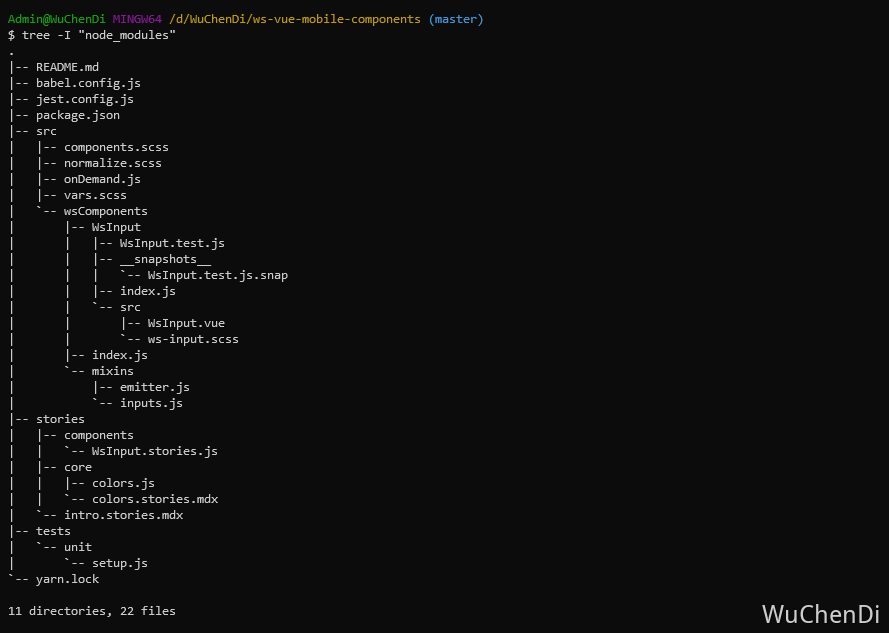 Admin@WuChenDi MINGW64 /d/WuChenDi/ws-vue-mobile-components (master)
$ tree -I "node_modules"
.
|-- README.md
|-- babel.config.js
|-- jest.config.js
|-- package.json
|-- src
|   |-- components.scss
|   |-- normalize.scss
|   |-- onDemand.js
|   |-- vars.scss
|   `-- wsComponents
|       |-- WsInput
|       |   |-- WsInput.test.js
|       |   |-- __snapshots__
|       |   |   `-- WsInput.test.js.snap
|       |   |-- index.js
|       |   `-- src
|       |       |-- WsInput.vue
|       |       `-- ws-input.scss
|       |-- index.js
|       `-- mixins
|           |-- emitter.js
|           `-- inputs.js
|-- stories
|   |-- components
|   |   `-- WsInput.stories.js
|   |-- core
|   |   |-- colors.js
|   |   `-- colors.stories.mdx
|   `-- intro.stories.mdx
|-- tests
|   `-- unit
|       `-- setup.js
`-- yarn.lock
11 directories, 22 files
WuChenDi